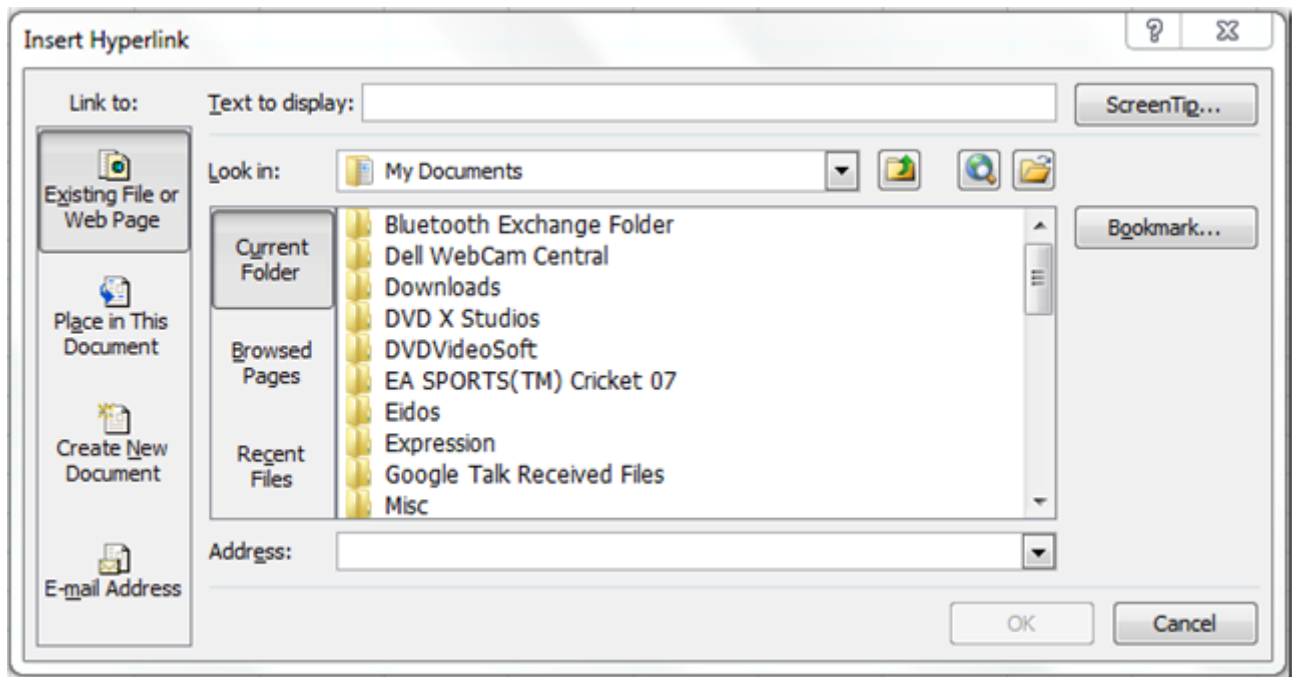 Insert Hyperlink
Link to:
Text to display:
ScreenTip...
Existing File or
Web Page
Place in This
Document
Create New
Document
E-mail Address
Look in:
My Documents
Current
Folder
Browsed
Pages
Recent
Files
Bluetooth Exchange Folder
Dell WebCam Central
Downloads
DVD X Studios
DVDVideoSoft
EA SPORTS(TM) Cricket 07
Eidos
Expression
Google Talk Received Files
Misc
Bookmark...
Address:
OK
Cancel